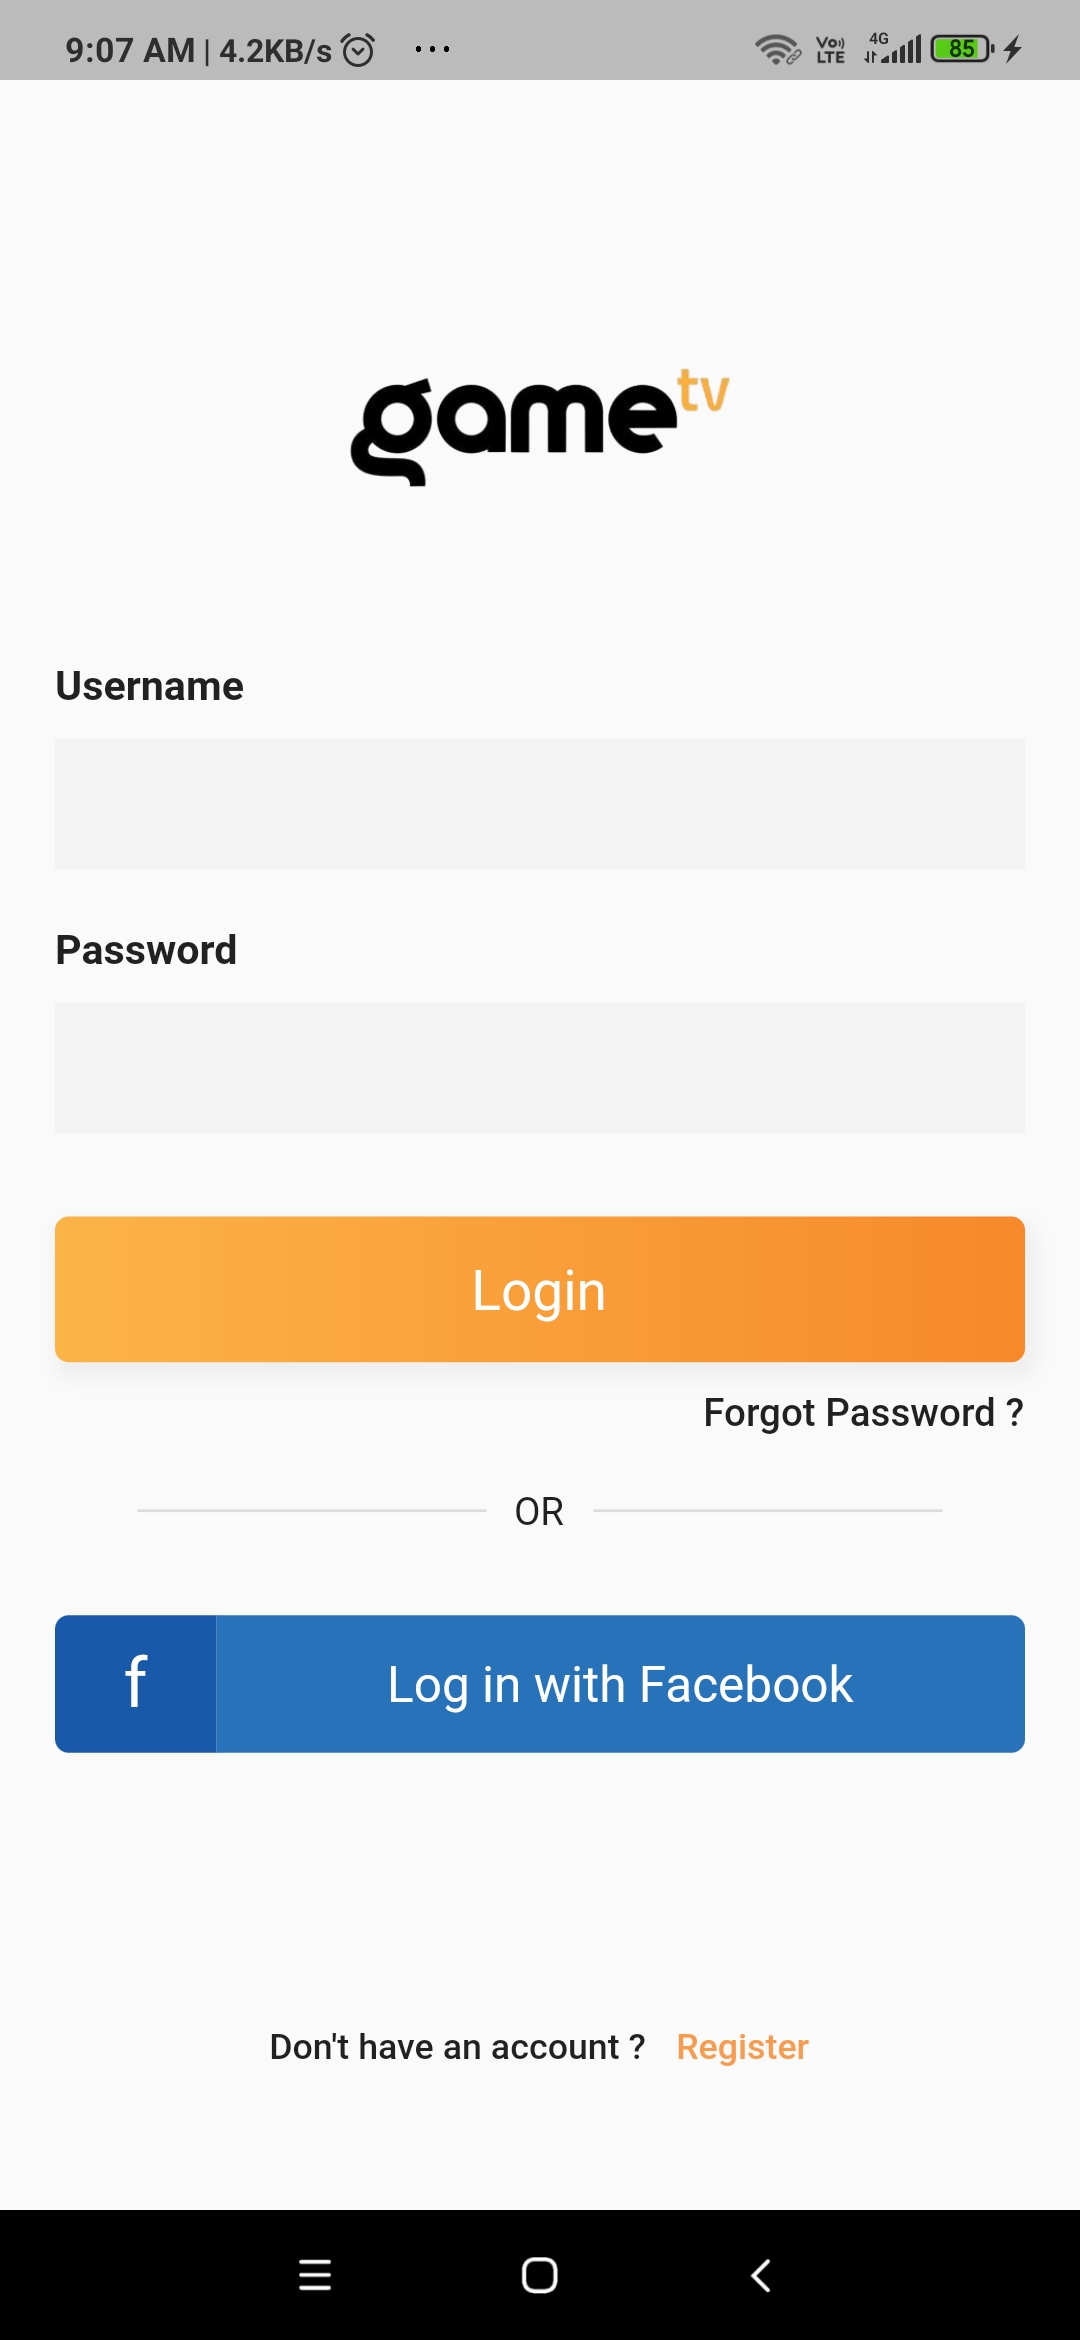 9:07 AM | 4.2KB/s ... Vo) LTE 4G 85
game tv
Username
Password
Login
Forgot Password ?
OR
f Log in with Facebook
Don't have an account ? Register